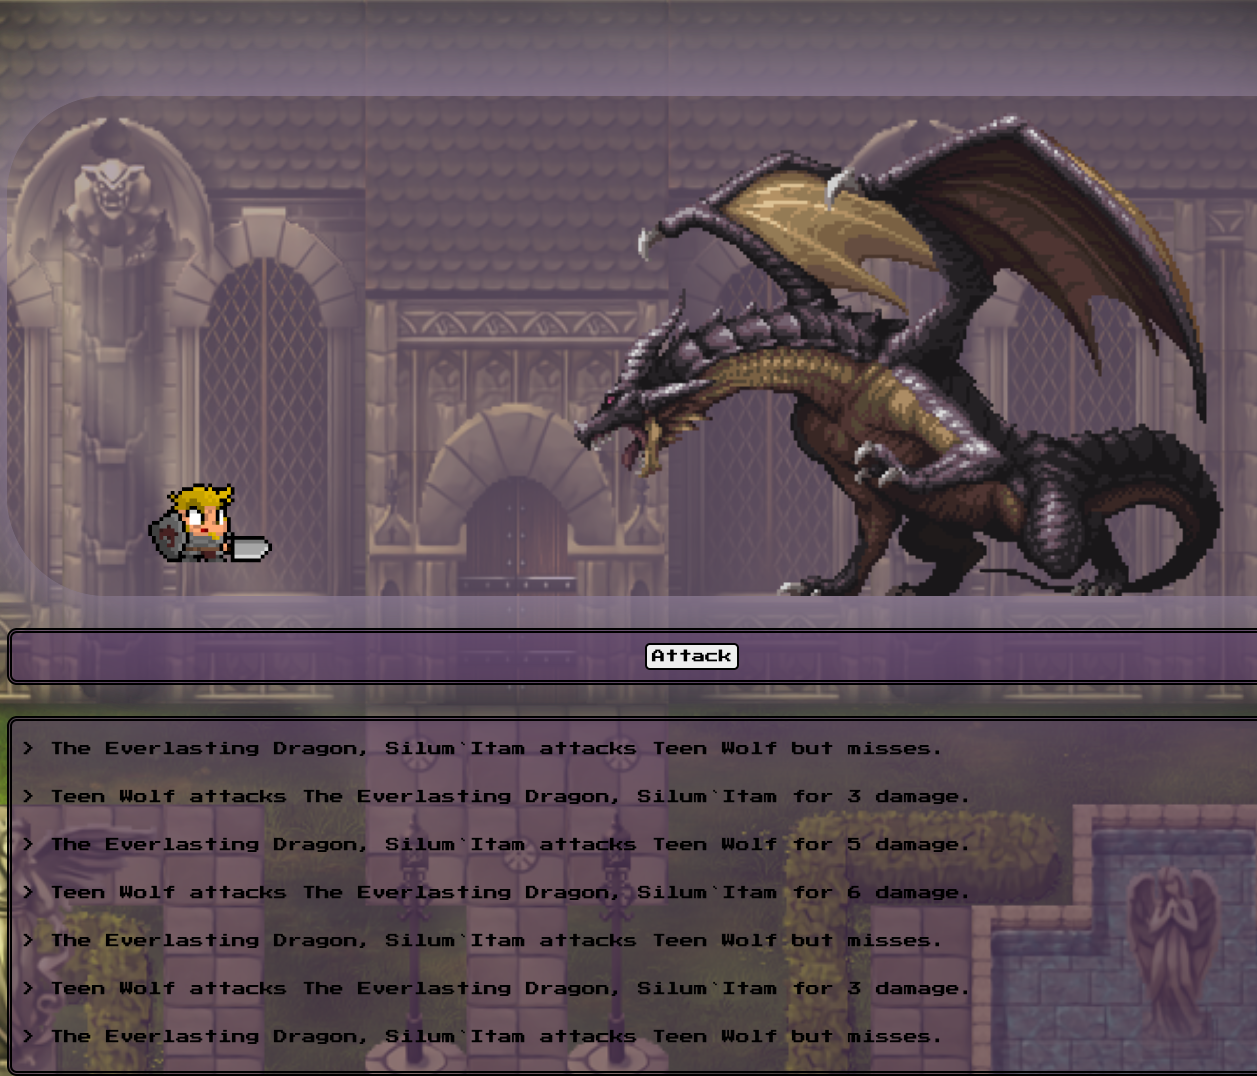 Attack
> The Everlasting Dragon, Silum`Itam attacks Teen Wolf but misses.
> Teen Wolf attacks The Everlasting Dragon, Silum`Itam for 3 damage.
> The Everlasting Dragon, Silum`Itam attacks Teen Wolf for 5 damage.
> Teen Wolf attacks The Everlasting Dragon, Silum`Itam for 6 damage.
> The Everlasting Dragon, Silum`Itam attacks Teen Wolf but misses.
> Teen Wolf attacks The Everlasting Dragon, Silum`Itam for 3 damage.
> The Everlasting Dragon, Silum`Itam attacks Teen Wolf but misses.